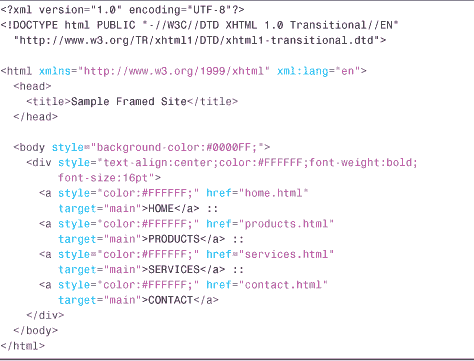 <?xml version="1.0" encoding="UTF-8"?>
<!DOCTYPE html PUBLIC "-//W3C//DTD XHTML 1.0 Transitional//EN"
  "http://www.w3.org/TR/xhtml1/DTD/xhtml1-transitional.dtd">

<html xmlns="http://www.w3.org/1999/xhtml" xml:lang="en">
  <head>
    <title>Sample Framed Site</title>
  </head>

  <body style="background-color:#0000FF;">
    <div style="text-align:center;color:#FFFFFF;font-weight:bold;
         font-size:16pt">
      <a style="color:#FFFFFF;" href="home.html"
         target="main">HOME</a> ::
      <a style="color:#FFFFFF;" href="products.html"
         target="main">PRODUCTS</a> ::
      <a style="color:#FFFFFF;" href="services.html"
         target="main">SERVICES</a> ::
      <a style="color:#FFFFFF;" href="contact.html"
         target="main">CONTACT</a>
    </div>
  </body>
</html>